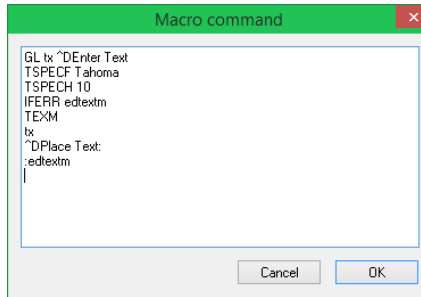 Macro command
GL tx ^DEnter Text
TSPECF Tahoma
TSPECH 10
IFERR edtextm
TEXM
tx
^DPlace Text:
:edtextm
Cancel OK